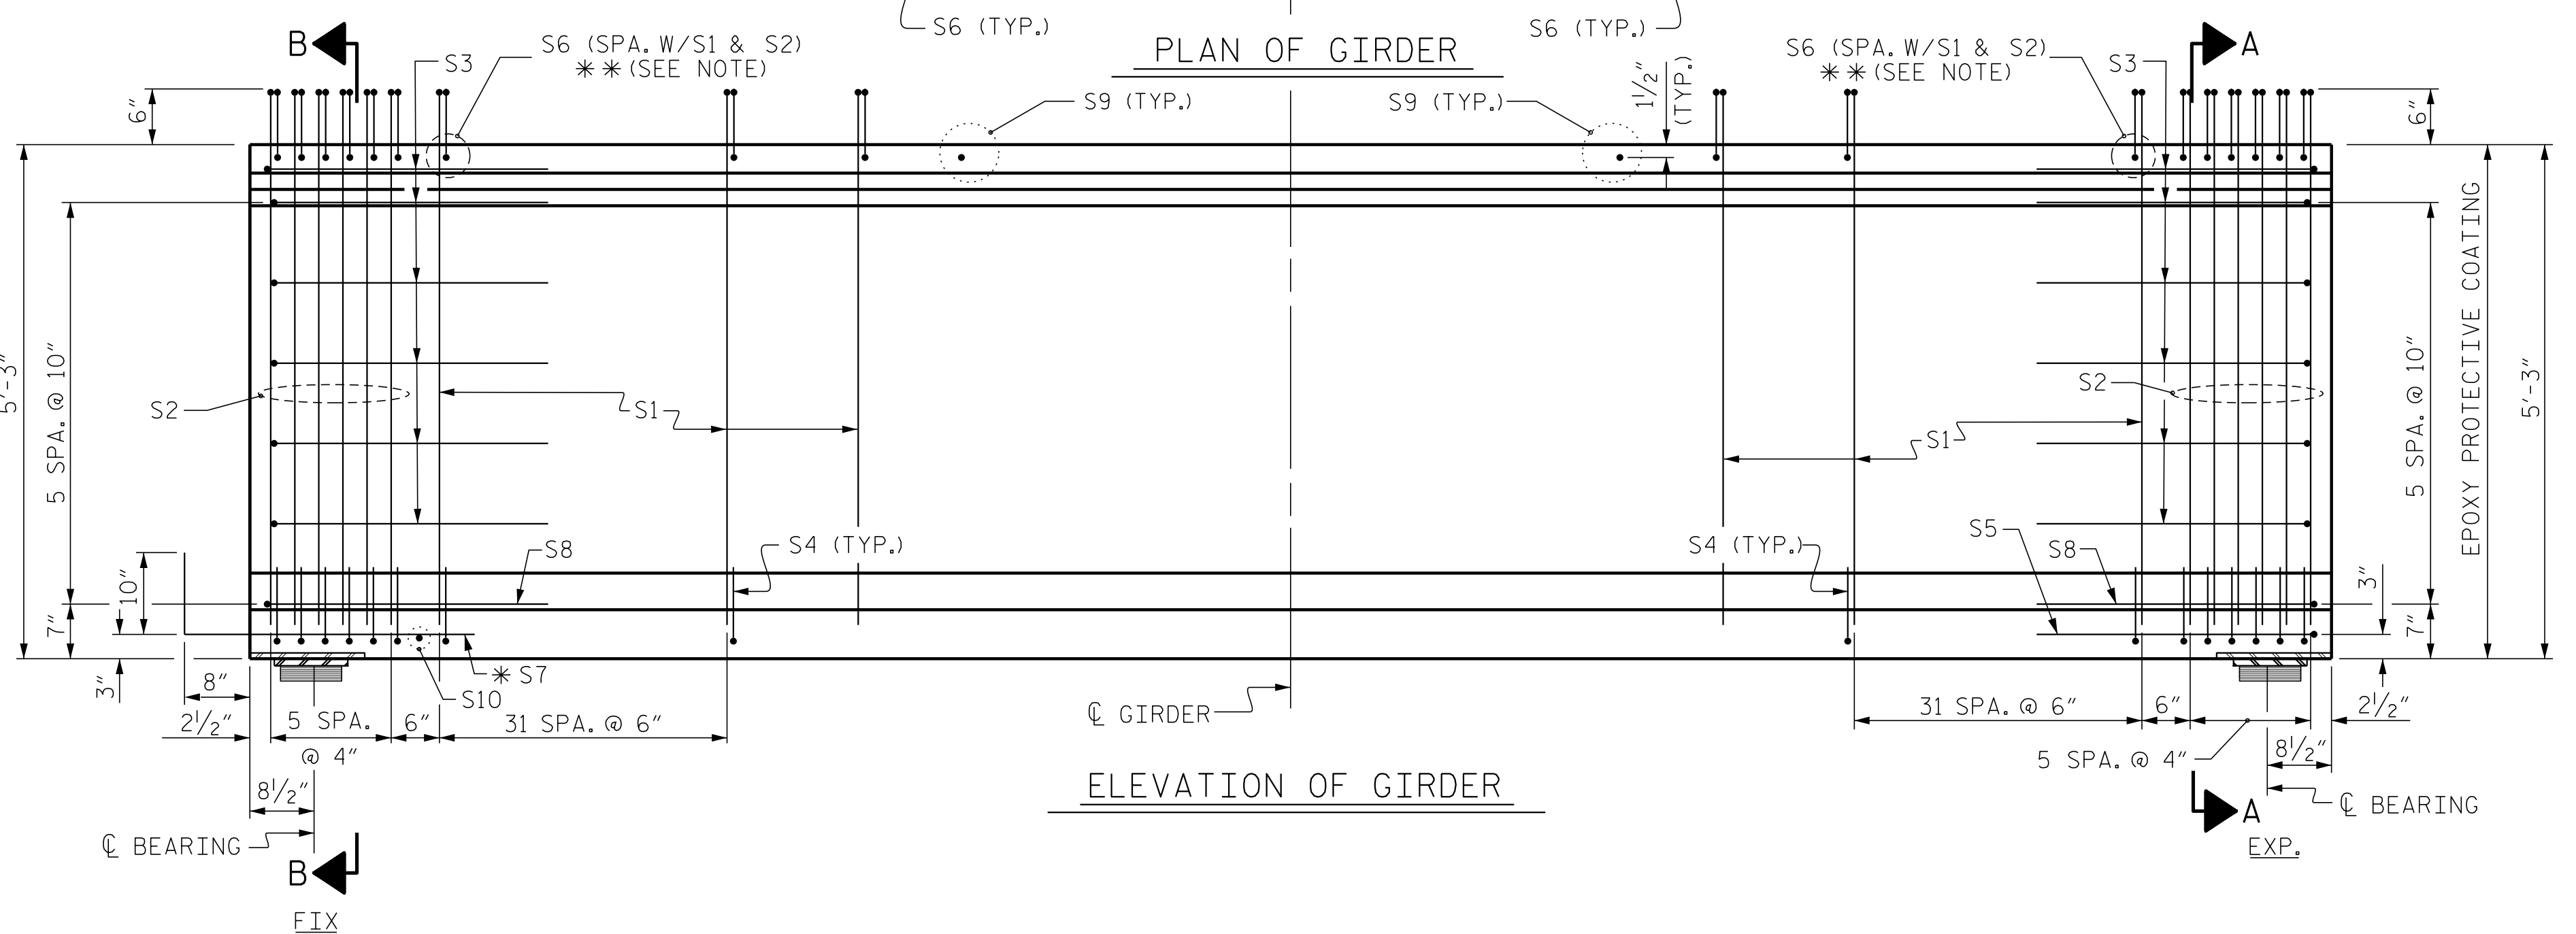 S6 (TYP.)
S6 (TYP.)
PLAN OF GIRDER
B
S3
S6 (SPA. W/S1 & S2)
**(SEE NOTE)
S9 (TYP.)
S9 (TYP.)
1½" (TYP.)
S6 (SPA. W/S1 & S2)
**(SEE NOTE)
S3
A
6"
6"
5'-3"
5 SPA. @ 10"
S2
S1
S1
S2
5 SPA. @ 10"
EPOXY PROTECTIVE COATING
5'-3"
S8
S4 (TYP.)
S4 (TYP.)
S5
S8
10"
7"
3"
7"
3"
8"
* S7
S10
2½"
5 SPA.
@ 4"
6"
31 SPA. @ 6"
℄ GIRDER
31 SPA. @ 6"
6"
2½"
5 SPA. @ 4"
8½"
8½"
ELEVATION OF GIRDER
℄ BEARING
℄ BEARING
A
EXP.
B
FIX